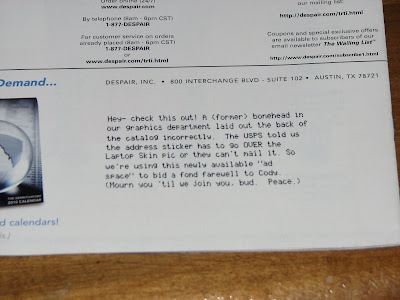 Order online (24/7)
www.despair.com
By telephone (8am - 6pm CST)
1-877-DESPAIR
For customer service on orders
already placed (8am - 6pm CST)
1-877-DESPAIR
or
www.despair.com/trti.html
our mailing list:
http://despair.com/trti.html
Coupons and special exclusive offers
are available to subscribers of our
email newsletter The Wailing List™
http://www.despair.com/subscribe1.html
Demand...
DESPAIR, INC. • 800 INTERCHANGE BLVD - SUITE 102 • AUSTIN, TX 78721
Hey- check this out! A (former) bonehead in
our graphics department laid out the back of
the catalog incorrectly. The USPS told us
the address sticker has to go OVER the
Laptop Skin pic or they can't mail it. So
we're using this newly available "ad
space" to bid a fond farewell to Cody.
(Mourn you 'til we join you, bud. Peace.)
2010 CALENDAR
d calendars!